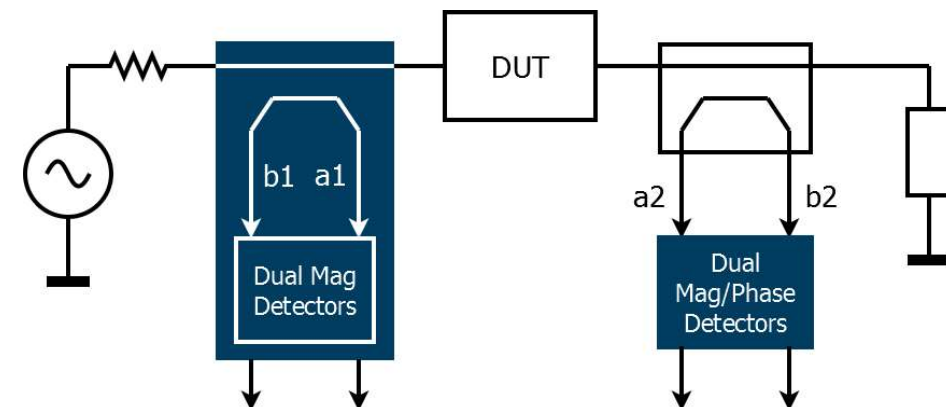 DUT
b1 a1
a2
b2
Dual Mag
Detectors
Dual
Mag/Phase
Detectors